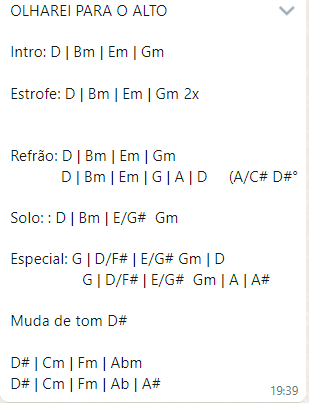 OLHAREI PARA O ALTO
Intro: D | Bm | Em | Gm
Estrofe: D | Bm | Em | Gm 2x
Refrão: D | Bm | Em | Gm
D | Bm | Em | G | A | D (A/C# D#°
Solo: : D | Bm | E/G# Gm
Especial: G | D/F# | E/G# Gm | D
G | D/F# | E/G# Gm | A | A#
Muda de tom D#
D# | Cm | Fm | Abm
D# | Cm | Fm | Ab | A#
19:39